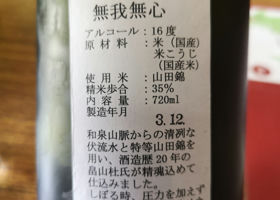 無我無心
アルコール：16度
原材料：米（国産）
米こうじ
（国産米）
使用米：山田錦
精米歩合：35％
内容量：720ml
製造年月
3.12.
和泉山脈からの清冽な
伏流水と特等山田錦を
用い、酒造歴20年の
畠山杜氏が精魂込めて
仕込みました。
しぼる時、圧力を加えず